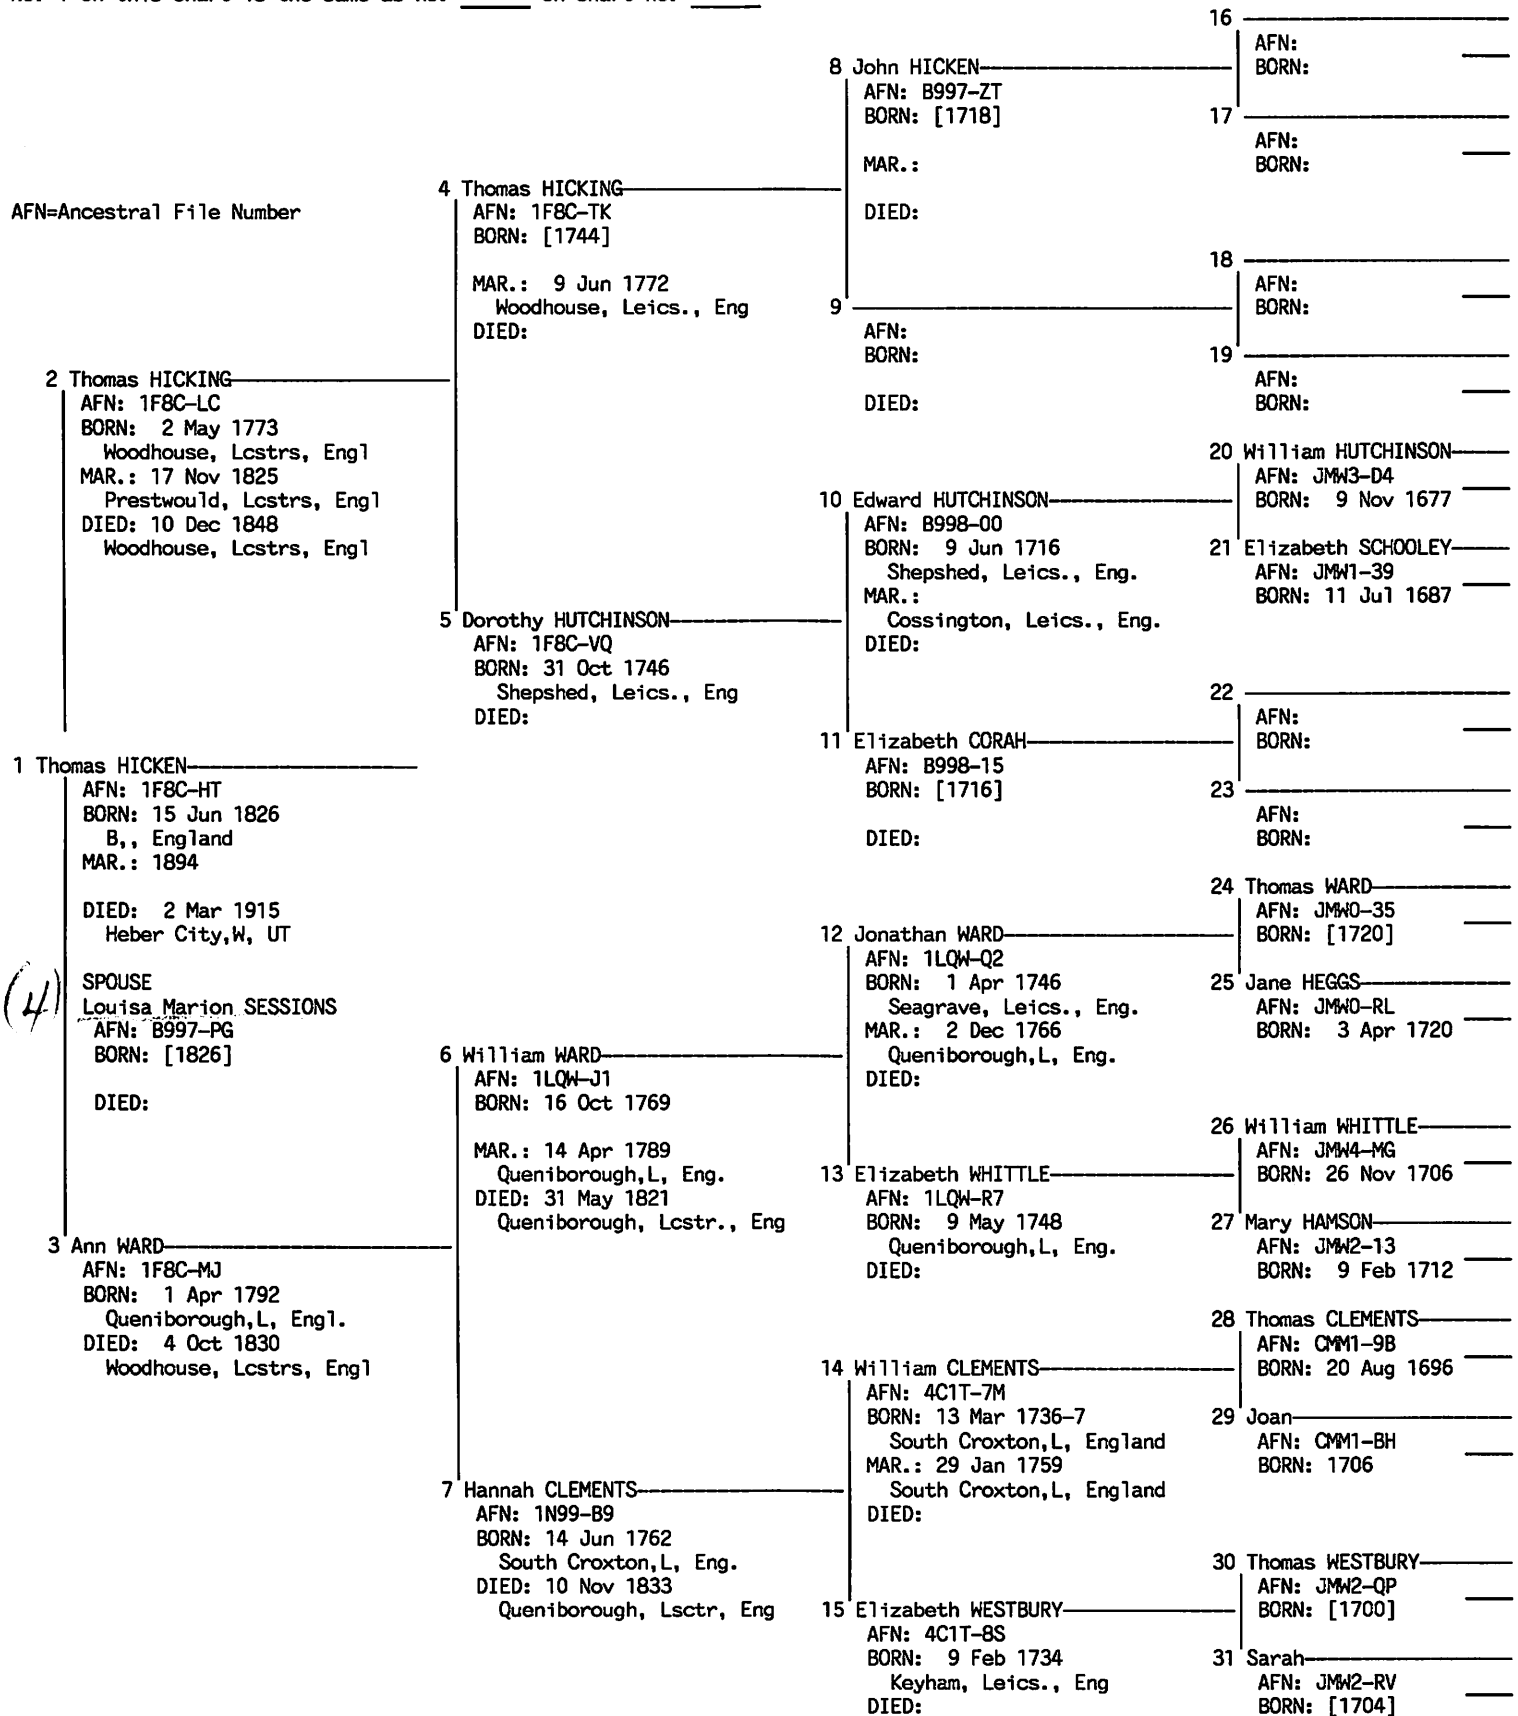 AFN=Ancestral File Number
1 Thomas HICKEN
AFN: 1F8C-HT
BORN: 15 Jun 1826
B,, England
MAR.: 1894
DIED: 2 Mar 1915
Heber City,W, UT
(4)
SPOUSE
Louisa Marion SESSIONS
AFN: B997-PG
BORN: [1826]
DIED:
2 Thomas HICKING
AFN: 1F8C-LC
BORN: 2 May 1773
Woodhouse, Lcstrs, Engl
MAR.: 17 Nov 1825
Prestwould, Lcstrs, Engl
DIED: 10 Dec 1848
Woodhouse, Lcstrs, Engl
3 Ann WARD
AFN: 1F8C-MJ
BORN: 1 Apr 1792
Queniborough,L, Engl.
DIED: 4 Oct 1830
Woodhouse, Lcstrs, Engl
4 Thomas HICKING
AFN: 1F8C-TK
BORN: [1744]
MAR.: 9 Jun 1772
Woodhouse, Leics., Eng
DIED:
5 Dorothy HUTCHINSON
AFN: 1F8C-VQ
BORN: 31 Oct 1746
Shepshed, Leics., Eng
DIED:
6 William WARD
AFN: 1LQW-J1
BORN: 16 Oct 1769
MAR.: 14 Apr 1789
Queniborough,L, Eng.
DIED: 31 May 1821
Queniborough, Lcstr., Eng
7 Hannah CLEMENTS
AFN: 1N99-B9
BORN: 14 Jun 1762
South Croxton,L, Eng.
DIED: 10 Nov 1833
Queniborough, Lsctr, Eng
8 John HICKEN
AFN: B997-ZT
BORN: [1718]
MAR.:
DIED:
9
AFN:
BORN:
DIED:
10 Edward HUTCHINSON
AFN: B998-00
BORN: 9 Jun 1716
Shepshed, Leics., Eng.
MAR.:
Cossington, Leics., Eng.
DIED:
11 Elizabeth CORAH
AFN: B998-15
BORN: [1716]
DIED:
12 Jonathan WARD
AFN: 1LQW-Q2
BORN: 1 Apr 1746
Seagrave, Leics., Eng.
MAR.: 2 Dec 1766
Queniborough,L, Eng.
DIED:
13 Elizabeth WHITTLE
AFN: 1LQW-R7
BORN: 9 May 1748
Queniborough,L, Eng.
DIED:
14 William CLEMENTS
AFN: 4C1T-7M
BORN: 13 Mar 1736-7
South Croxton,L, England
MAR.: 29 Jan 1759
South Croxton,L, England
DIED:
15 Elizabeth WESTBURY
AFN: 4C1T-8S
BORN: 9 Feb 1734
Keyham, Leics., Eng
DIED:
16
AFN:
BORN:
17
AFN:
BORN:
18
AFN:
BORN:
19
AFN:
BORN:
20 William HUTCHINSON
AFN: JMW3-D4
BORN: 9 Nov 1677
21 Elizabeth SCHOOLEY
AFN: JMW1-39
BORN: 11 Jul 1687
22
AFN:
BORN:
23
AFN:
BORN:
24 Thomas WARD
AFN: JMW0-35
BORN: [1720]
25 Jane HEGGS
AFN: JMW0-RL
BORN: 3 Apr 1720
26 William WHITTLE
AFN: JMW4-MG
BORN: 26 Nov 1706
27 Mary HAMSON
AFN: JMW2-13
BORN: 9 Feb 1712
28 Thomas CLEMENTS
AFN: CMM1-9B
BORN: 20 Aug 1696
29 Joan
AFN: CMM1-BH
BORN: 1706
30 Thomas WESTBURY
AFN: JMW2-QP
BORN: [1700]
31 Sarah
AFN: JMW2-RV
BORN: [1704]